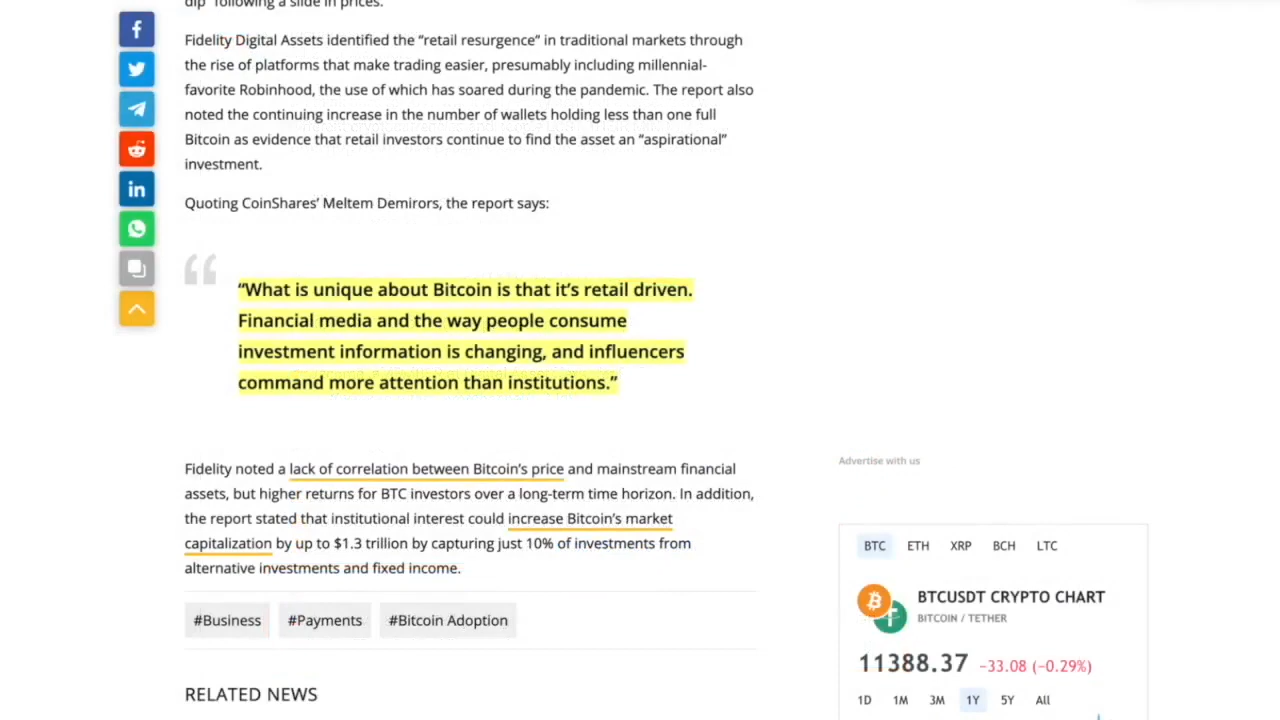 dip" following a slide in prices.
Fidelity Digital Assets identified the “retail resurgence” in traditional markets through
the rise of platforms that make trading easier, presumably including millennial-
favorite Robinhood, the use of which has soared during the pandemic. The report also
noted the continuing increase in the number of wallets holding less than one full
Bitcoin as evidence that retail investors continue to find the asset an “aspirational”
investment.
Quoting CoinShares’ Meltem Demirors, the report says:
“What is unique about Bitcoin is that it’s retail driven.
Financial media and the way people consume
investment information is changing, and influencers
command more attention than institutions.”
Fidelity noted a lack of correlation between Bitcoin’s price and mainstream financial
assets, but higher returns for BTC investors over a long-term time horizon. In addition,
the report stated that institutional interest could increase Bitcoin’s market
capitalization by up to $1.3 trillion by capturing just 10% of investments from
alternative investments and fixed income.
#Business #Payments #Bitcoin Adoption
RELATED NEWS
Advertise with us
BTC ETH XRP BCH LTC
BTCUSDT CRYPTO CHART
BITCOIN / TETHER
11388.37 -33.08 (-0.29%)
1D 1M 3M 1Y 5Y All